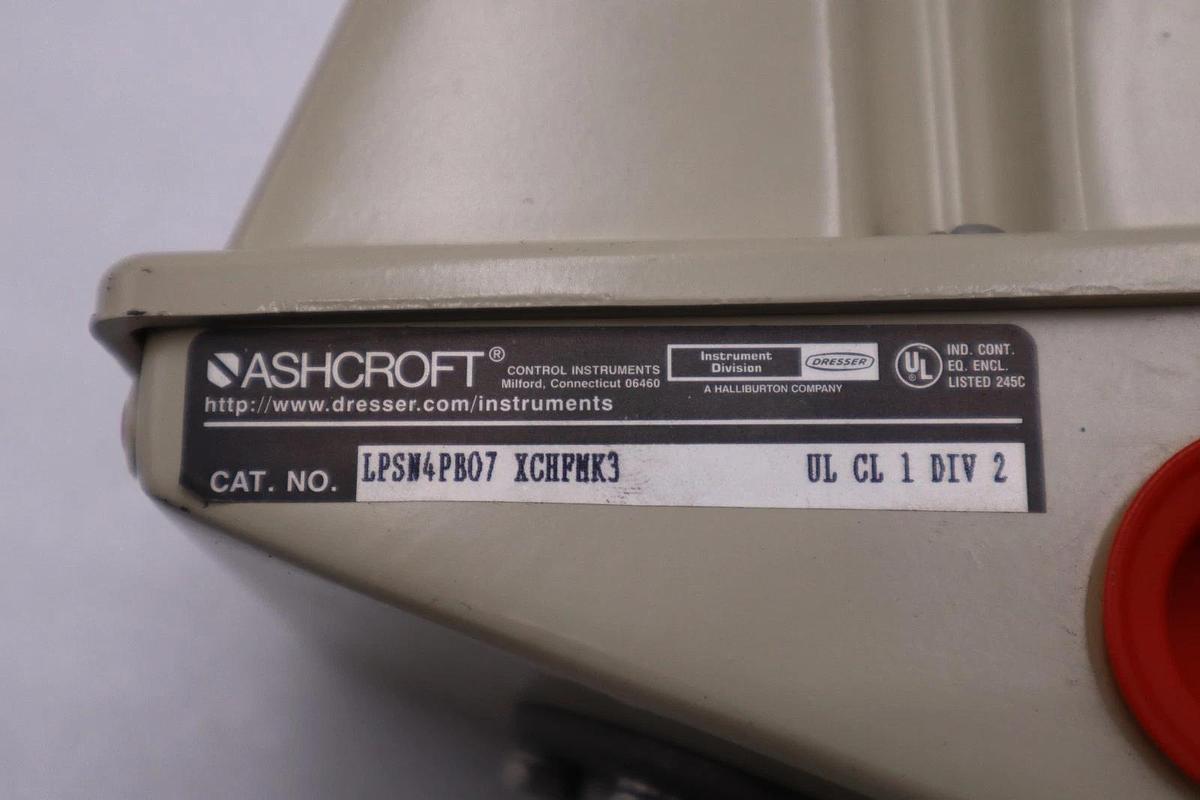 ASHCROFT®
CONTROL INSTRUMENTS
Milford, Connecticut 06460
http://www.dresser.com/instruments
Instrument
Division
DRESSER
A HALLIBURTON COMPANY
UL
IND. CONT.
EQ. ENCL.
LISTED 245C
CAT. NO. LPSN4PB07 XCHFMK3 UL CL 1 DIV 2